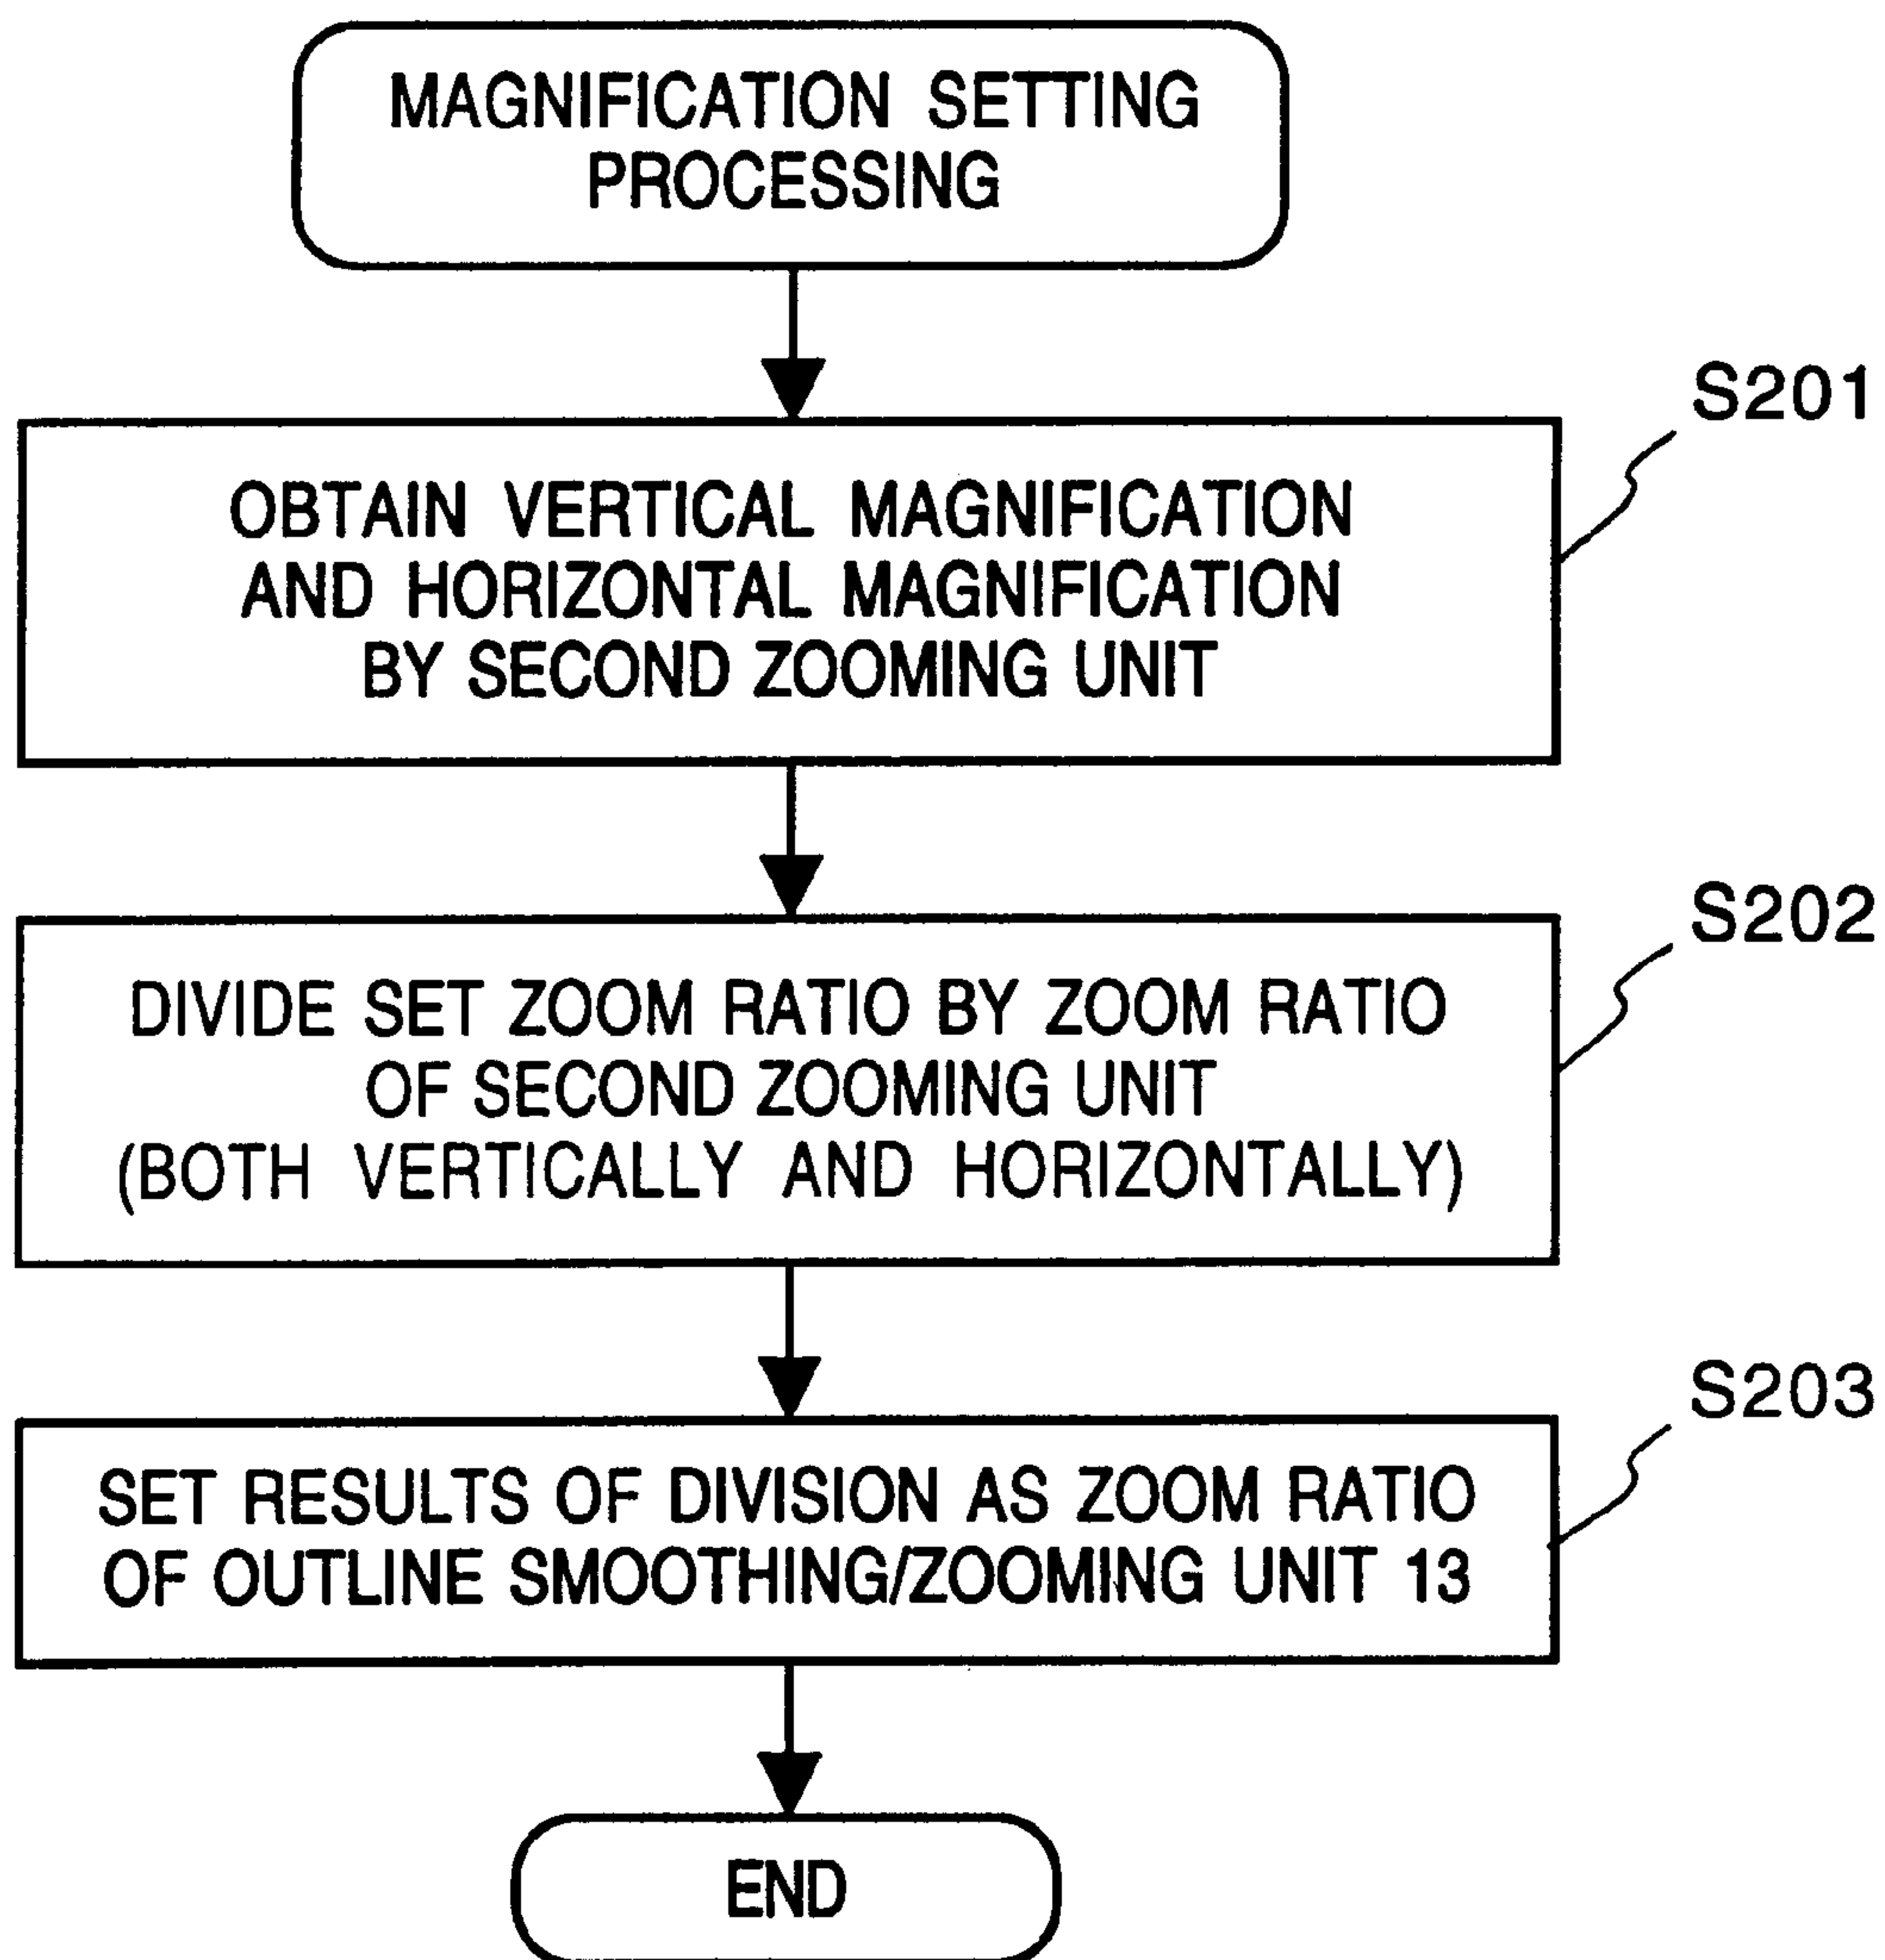 MAGNIFICATION SETTING
PROCESSING
S201
OBTAIN VERTICAL MAGNIFICATION
AND HORIZONTAL MAGNIFICATION
BY SECOND ZOOMING UNIT
S202
DIVIDE SET ZOOM RATIO BY ZOOM RATIO
OF SECOND ZOOMING UNIT
(BOTH VERTICALLY AND HORIZONTALLY)
S203
SET RESULTS OF DIVISION AS ZOOM RATIO
OF OUTLINE SMOOTHING/ZOOMING UNIT 13
END